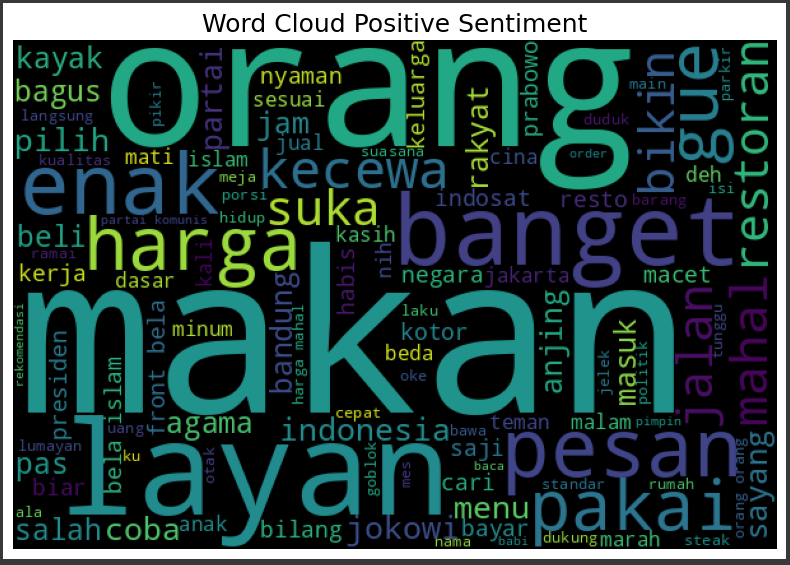 Word Cloud Positive Sentiment
kayak
orang
partai
nyaman
keluarga
prabowo
bikin
gue
main
parkir
restoran
bagus
pikir
sesuai
langsung
jam
rakyat
duduk
pilih
jual
suasana
cina
order
kualitas
mati
islam
kecewa
deh
isi
enak
meja
porsi
suka
indosat
resto
barang
partai komunis
hidup
banget
beli
harga
kasih
ramai
kali
nih
kerja
dasar
habis
negara
jakarta
macet
makan
bandung
jalan
mahal
rekomendasi
presiden
front bela
minum
harga mahal
laku
kotor
anjing
masuk
politik
jelek
tunggu
beda
oke
bela islam
uang
agama
cepat
indonesia
bawa
teman
malam
pimpin
lumayan
ku
layan
saji
pesan
pas
otak
goblok
mes
baca
biar
cari
standar
rumah
orang orang
sayang
ala
menu
pakai
salah
coba
anak
bilang
jokowi
bayar
nama
babi
dukung
marah
steak